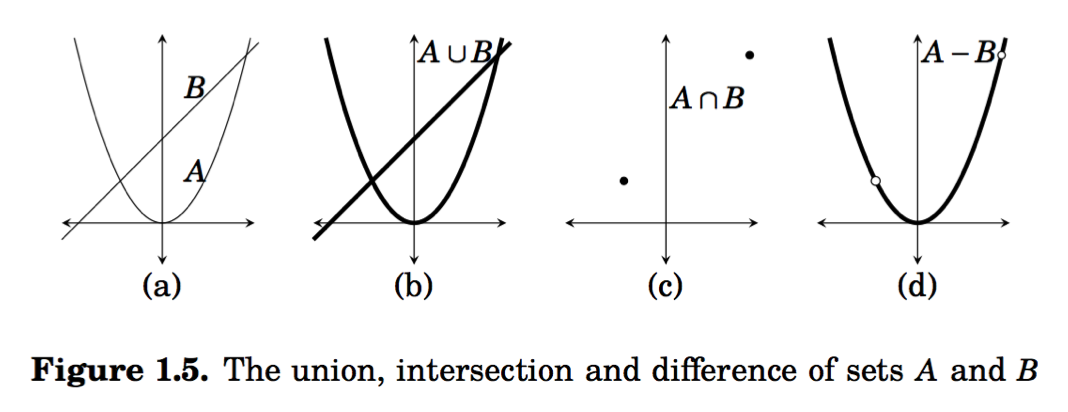 B
A
A ∪ B
A ∩ B
A − B
(a)
(b)
(c)
(d)
Figure 1.5. The union, intersection and difference of sets A and B